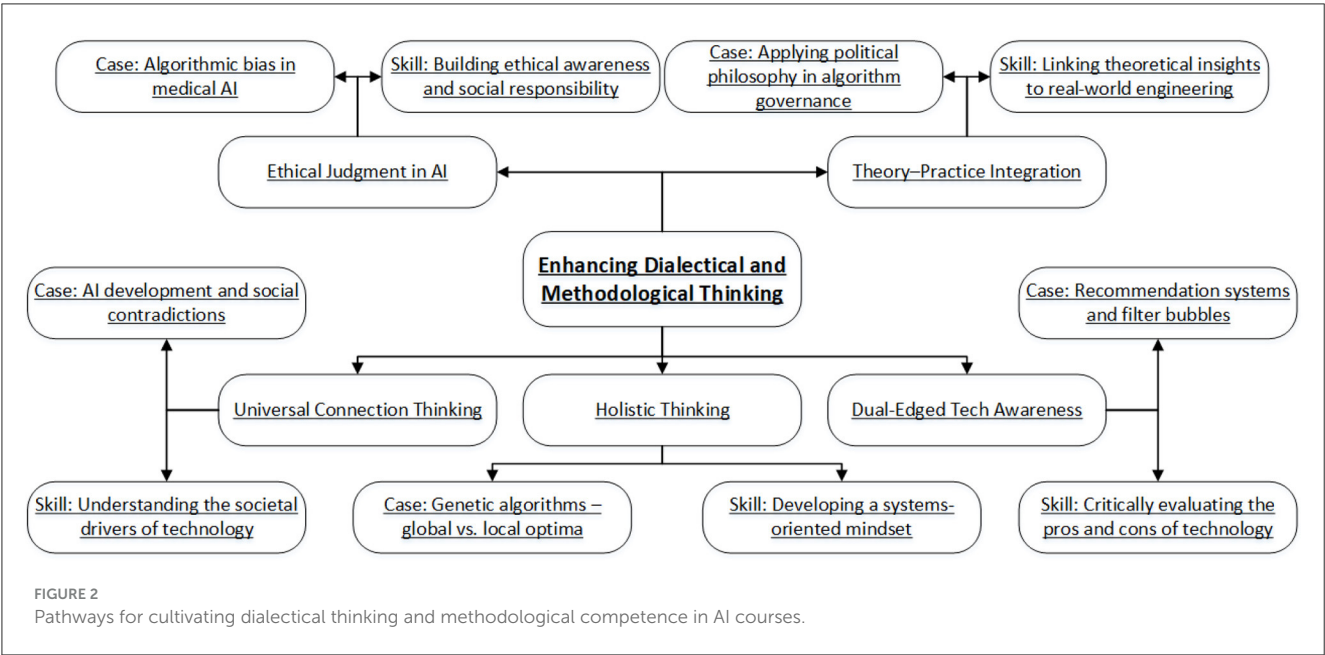 Case: Algorithmic bias in
medical AI
Skill: Building ethical awareness
and social responsibility
Case: Applying political
philosophy in algorithm
governance
Skill: Linking theoretical insights
to real-world engineering
Ethical Judgment in AI
Theory–Practice Integration
Enhancing Dialectical and
Methodological Thinking
Case: AI development and social
contradictions
Case: Recommendation systems
and filter bubbles
Universal Connection Thinking
Holistic Thinking
Dual-Edged Tech Awareness
Skill: Understanding the societal
drivers of technology
Case: Genetic algorithms –
global vs. local optima
Skill: Developing a systems-
oriented mindset
Skill: Critically evaluating the
pros and cons of technology
FIGURE 2
Pathways for cultivating dialectical thinking and methodological competence in AI courses.